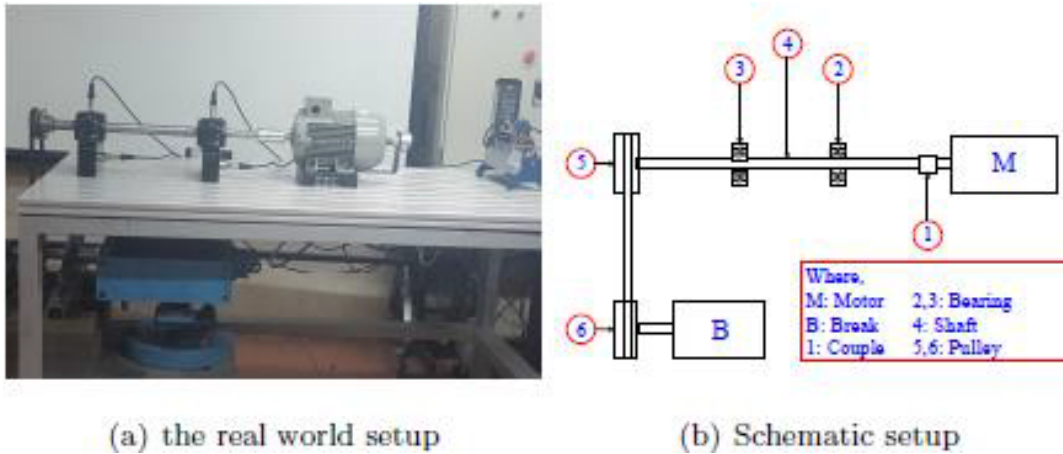 3
4
2
5
M
1
Where,
M: Motor 2,3: Bearing
B: Break 4: Shaft
1: Couple 5,6: Pulley
6
B
(a) the real world setup
(b) Schematic setup